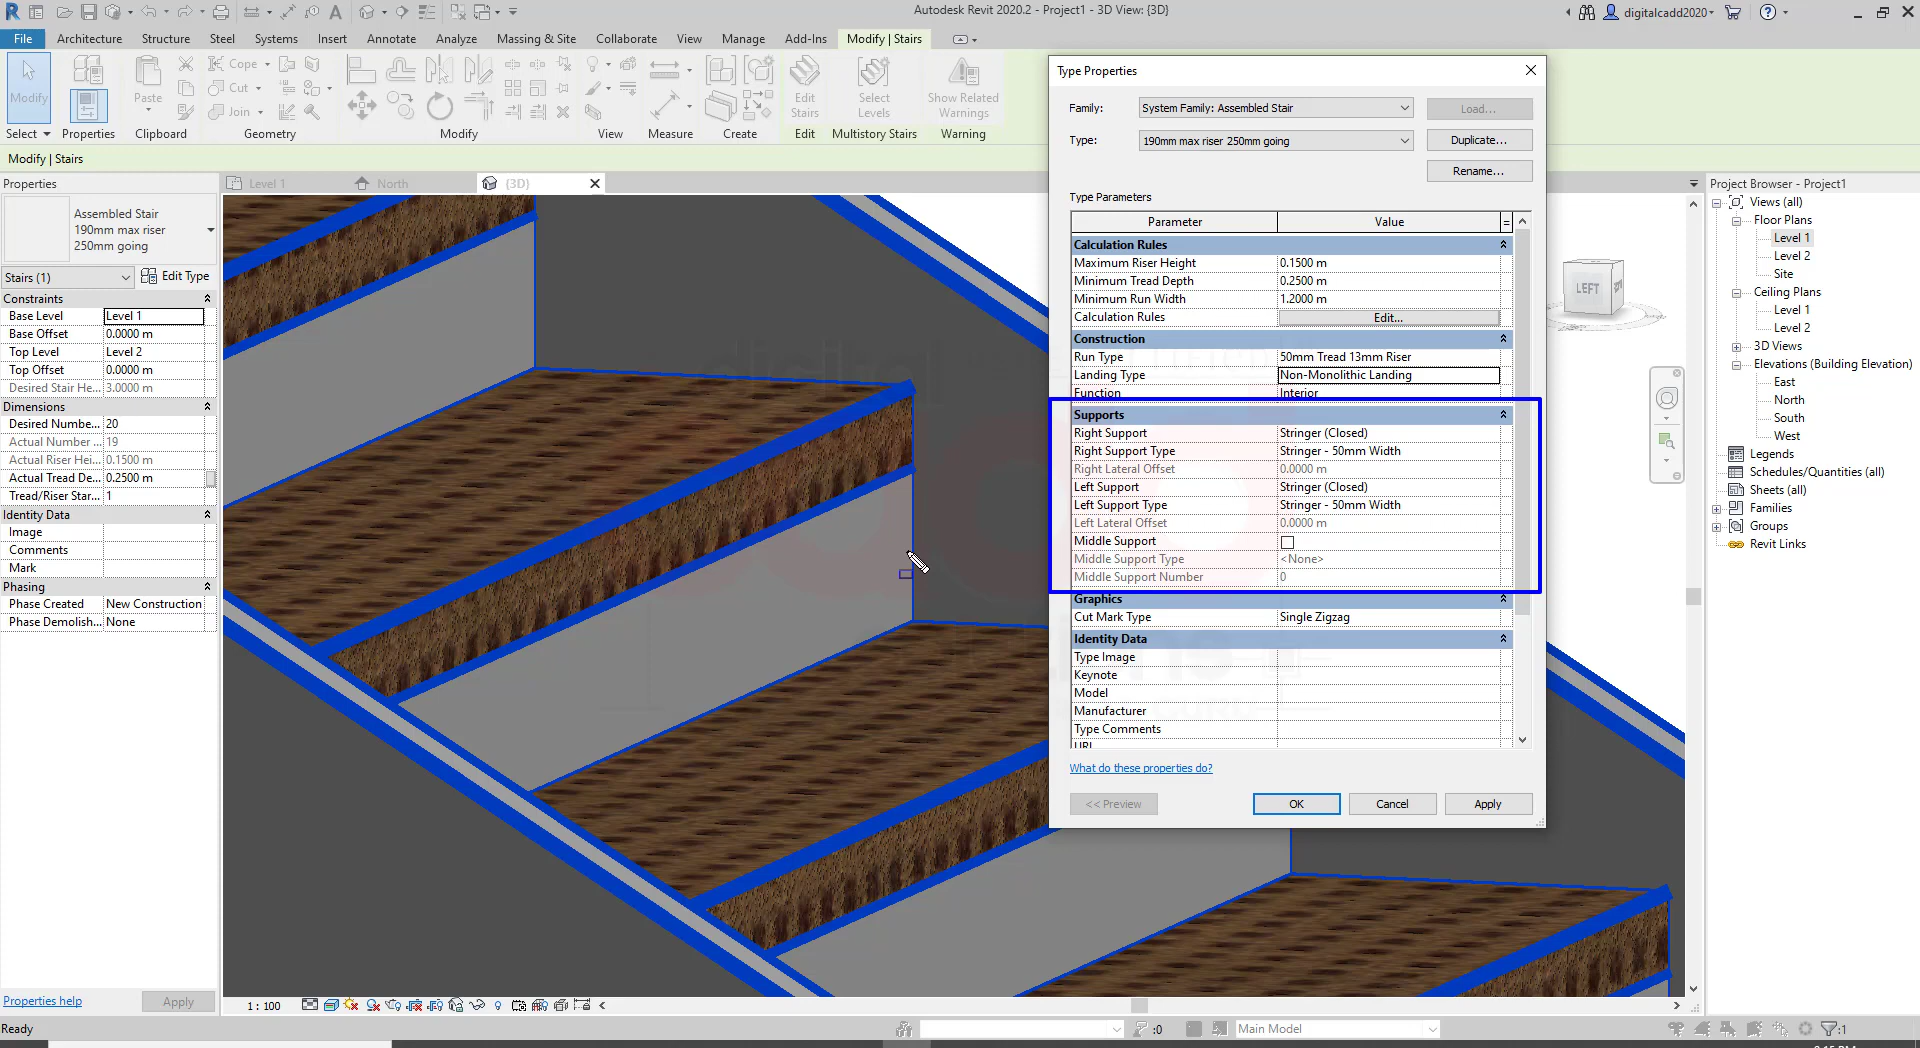 Autodesk Revit 2020.2 - Project1 - 3D View: {3D}
digitalcadd2020
File Architecture Structure Steel Systems Insert Annotate Analyze Massing & Site Collaborate View Manage Add-Ins Modify | Stairs
Modify
Select
Properties
Paste
Clipboard
Cope
Cut
Join
Geometry
Modify
View
Measure
Create
Edit Stairs
Edit
Select Levels
Multistory Stairs
Show Related Warnings
Warning
Modify | Stairs
Properties
Assembled Stair
190mm max riser
250mm going
Stairs (1) Edit Type
Constraints
Base Level Level 1
Base Offset 0.0000 m
Top Level Level 2
Top Offset 0.0000 m
Desired Stair He... 3.0000 m
Dimensions
Desired Numbe... 20
Actual Number ... 19
Actual Riser Hei... 0.1500 m
Actual Tread De... 0.2500 m
Tread/Riser Star... 1
Identity Data
Image
Comments
Mark
Phasing
Phase Created New Construction
Phase Demolish... None
Properties help Apply
Level 1 North {3D}
LEFT
Type Properties
Family: System Family: Assembled Stair Load...
Type: 190mm max riser 250mm going Duplicate...
Rename...
Type Parameters
Parameter Value =
Calculation Rules
Maximum Riser Height 0.1500 m
Minimum Tread Depth 0.2500 m
Minimum Run Width 1.2000 m
Calculation Rules Edit...
Construction
Run Type 50mm Tread 13mm Riser
Landing Type Non-Monolithic Landing
Function Interior
Supports
Right Support Stringer (Closed)
Right Support Type Stringer - 50mm Width
Right Lateral Offset 0.0000 m
Left Support Stringer (Closed)
Left Support Type Stringer - 50mm Width
Left Lateral Offset 0.0000 m
Middle Support
Middle Support Type <None>
Middle Support Number 0
Graphics
Cut Mark Type Single Zigzag
Identity Data
Type Image
Keynote
Model
Manufacturer
Type Comments
URL
What do these properties do?
<< Preview OK Cancel Apply
Project Browser - Project1
Views (all)
Floor Plans
Level 1
Level 2
Site
Ceiling Plans
Level 1
Level 2
3D Views
Elevations (Building Elevation)
East
North
South
West
Legends
Schedules/Quantities (all)
Sheets (all)
Families
Groups
Revit Links
1 : 100
Ready
:0
Main Model
:1